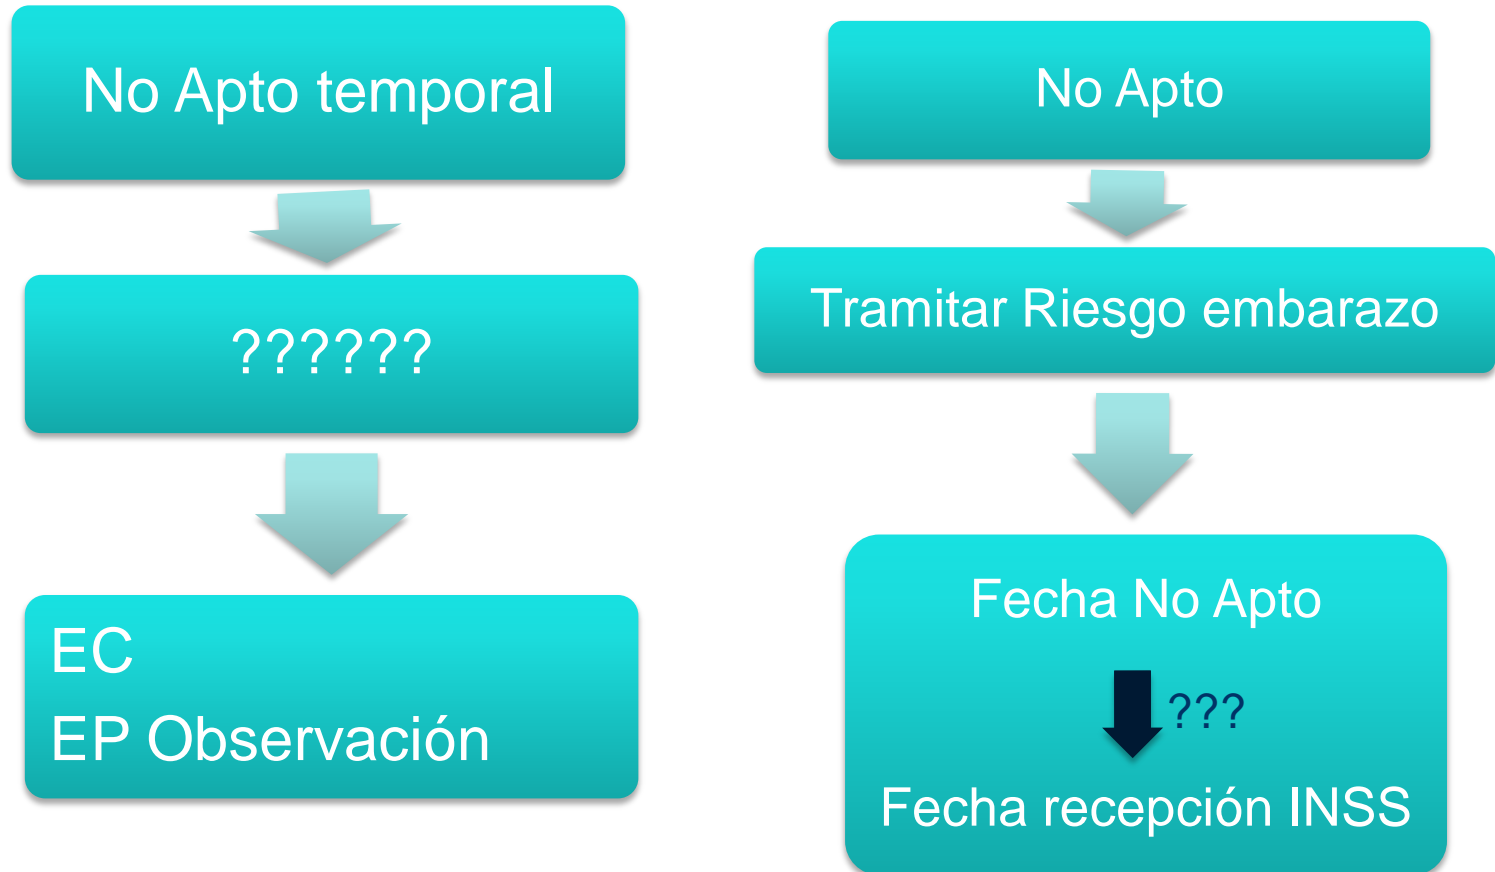 No Apto temporal
??????
EC
EP Observación
No Apto
Tramitar Riesgo embarazo
Fecha No Apto
???
Fecha recepción INSS